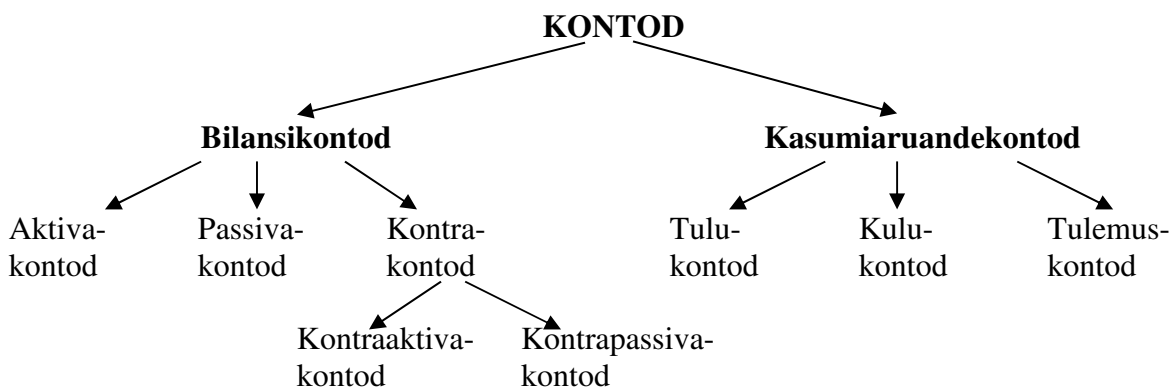 KONTOD
Bilansikontod
Kasumiaruandekontod
Aktiva-
kontod
Passiva-
kontod
Kontra-
kontod
Tulu-
kontod
Kulu-
kontod
Tulemus-
kontod
Kontraaktiva-
kontod
Kontrapassiva-
kontod